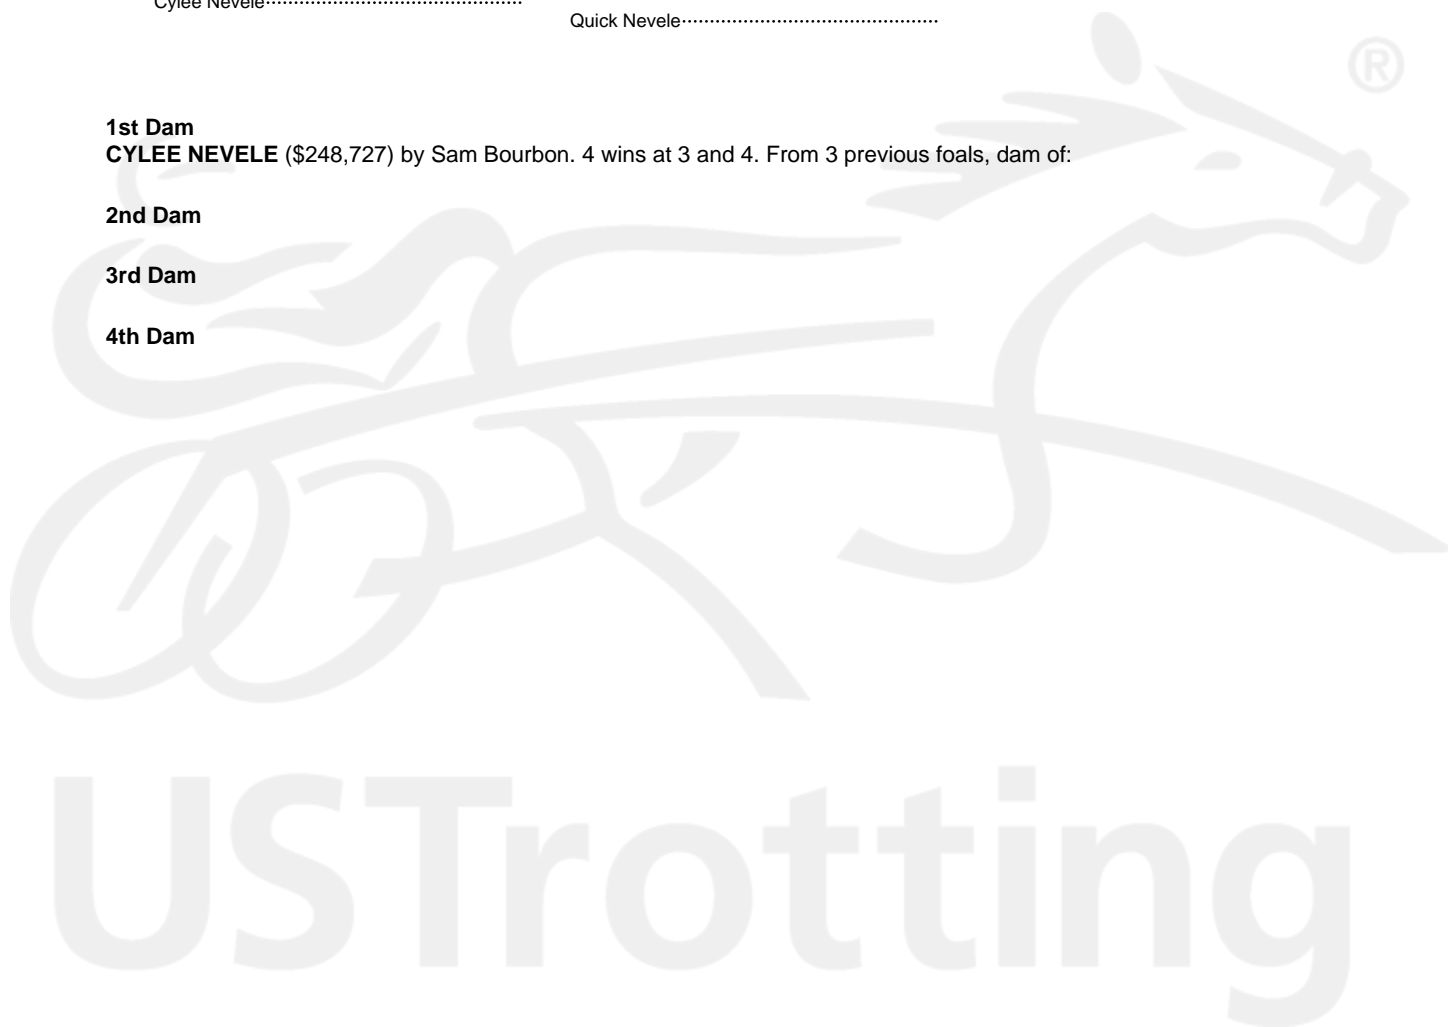 Cylee Nevele
Quick Nevele
®
1st Dam
CYLEE NEVELE ($248,727) by Sam Bourbon. 4 wins at 3 and 4. From 3 previous foals, dam of:
2nd Dam
3rd Dam
4th Dam
USTrotting